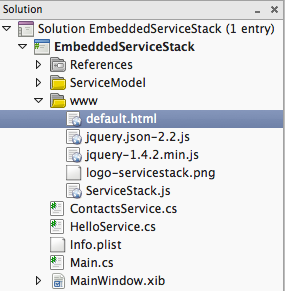 Solution
Solution EmbeddedServiceStack (1 entry)
EmbeddedServiceStack
References
ServiceModel
www
default.html
jquery.json-2.2.js
jquery-1.4.2.min.js
logo-servicestack.png
ServiceStack.js
ContactsService.cs
HelloService.cs
Info.plist
Main.cs
MainWindow.xib